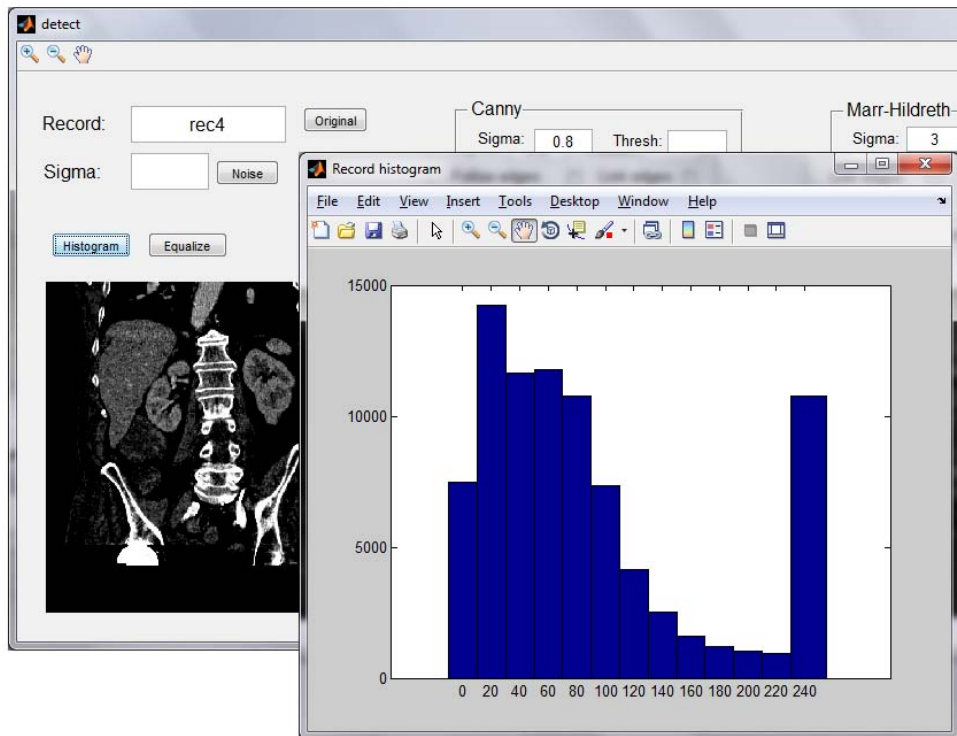 detect
Record: rec4 Original
Sigma: Noise
Histogram Equalize
Canny
Sigma: 0.8 Thresh:
Marr-Hildreth
Sigma: 3
Record histogram
File Edit View Insert Tools Desktop Window Help
15000
10000
5000
0
0 20 40 60 80 100 120 140 160 180 200 220 240